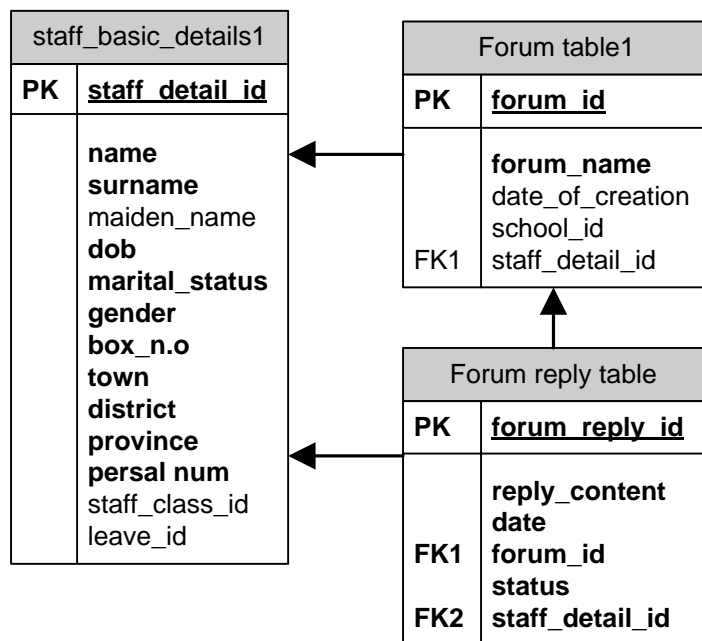 staff_basic_details1
PK staff_detail_id
name
surname
maiden_name
dob
marital_status
gender
box_n.o
town
district
province
persal num
staff_class_id
leave_id
Forum table1
PK forum_id
forum_name
date_of_creation
school_id
FK1 staff_detail_id
Forum reply table
PK forum_reply_id
reply_content
date
FK1 forum_id
status
FK2 staff_detail_id